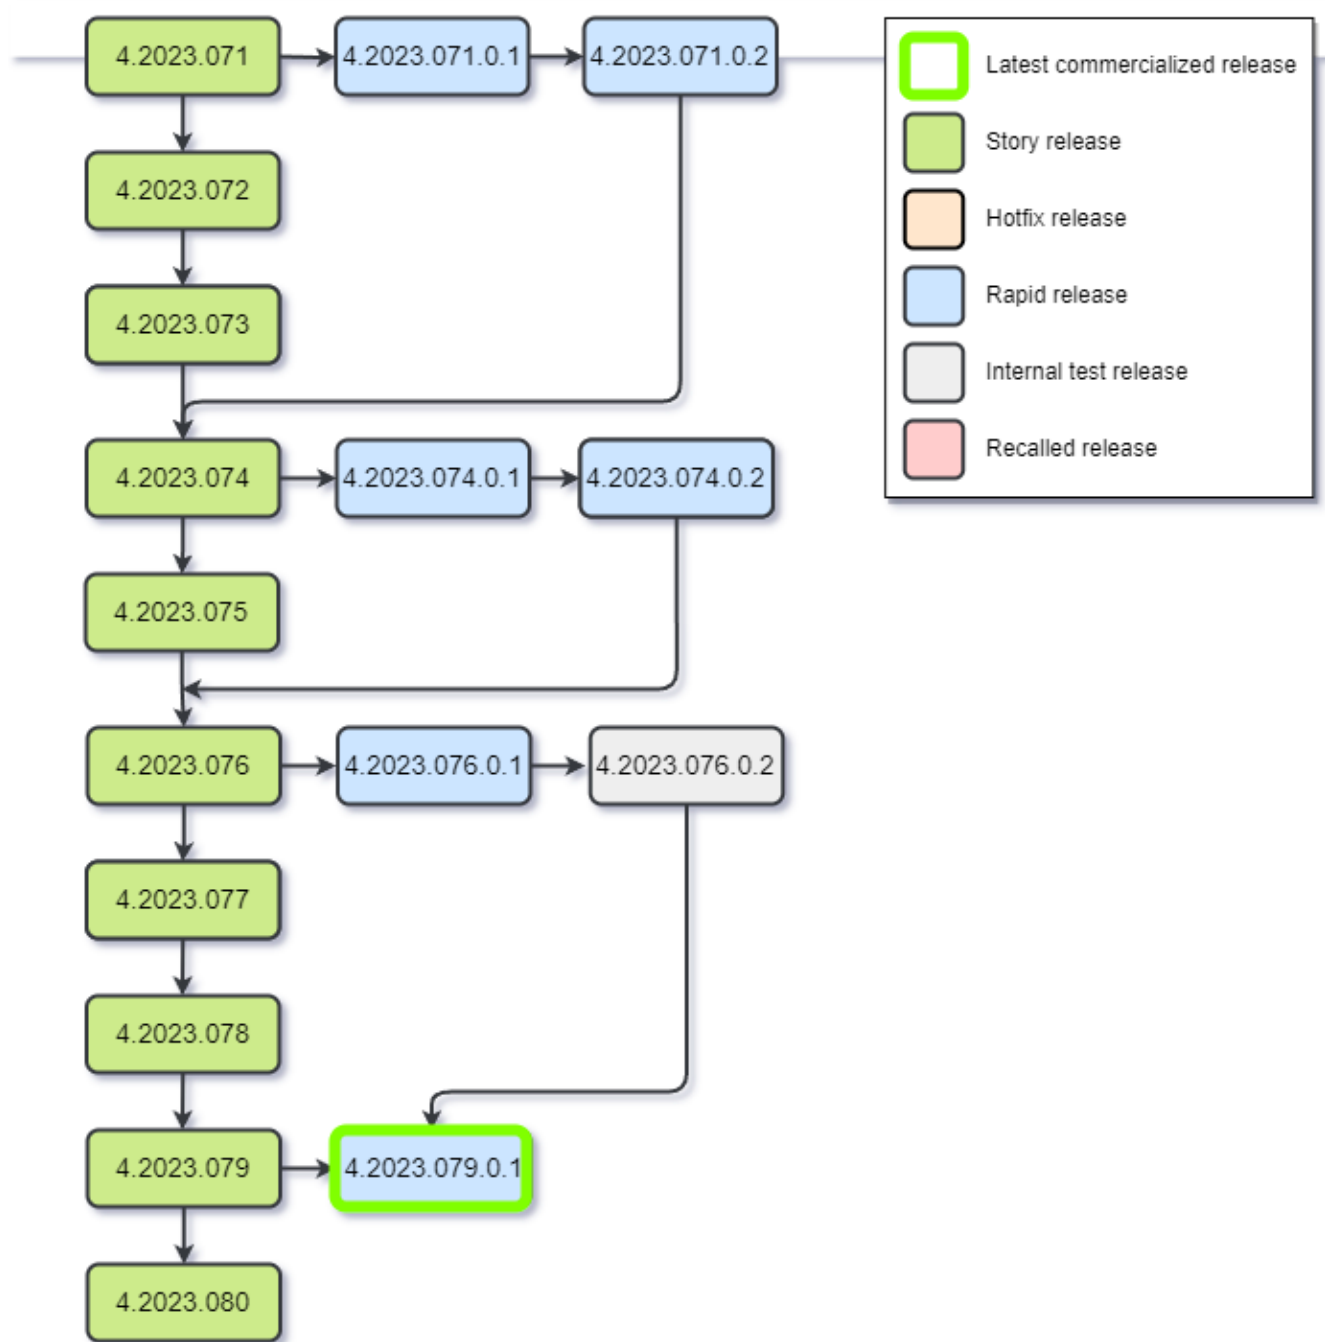 4.2023.071
4.2023.071.0.1
4.2023.071.0.2
4.2023.072
4.2023.073
4.2023.074
4.2023.074.0.1
4.2023.074.0.2
4.2023.075
4.2023.076
4.2023.076.0.1
4.2023.076.0.2
4.2023.077
4.2023.078
4.2023.079
4.2023.079.0.1
4.2023.080
Latest commercialized release
Story release
Hotfix release
Rapid release
Internal test release
Recalled release